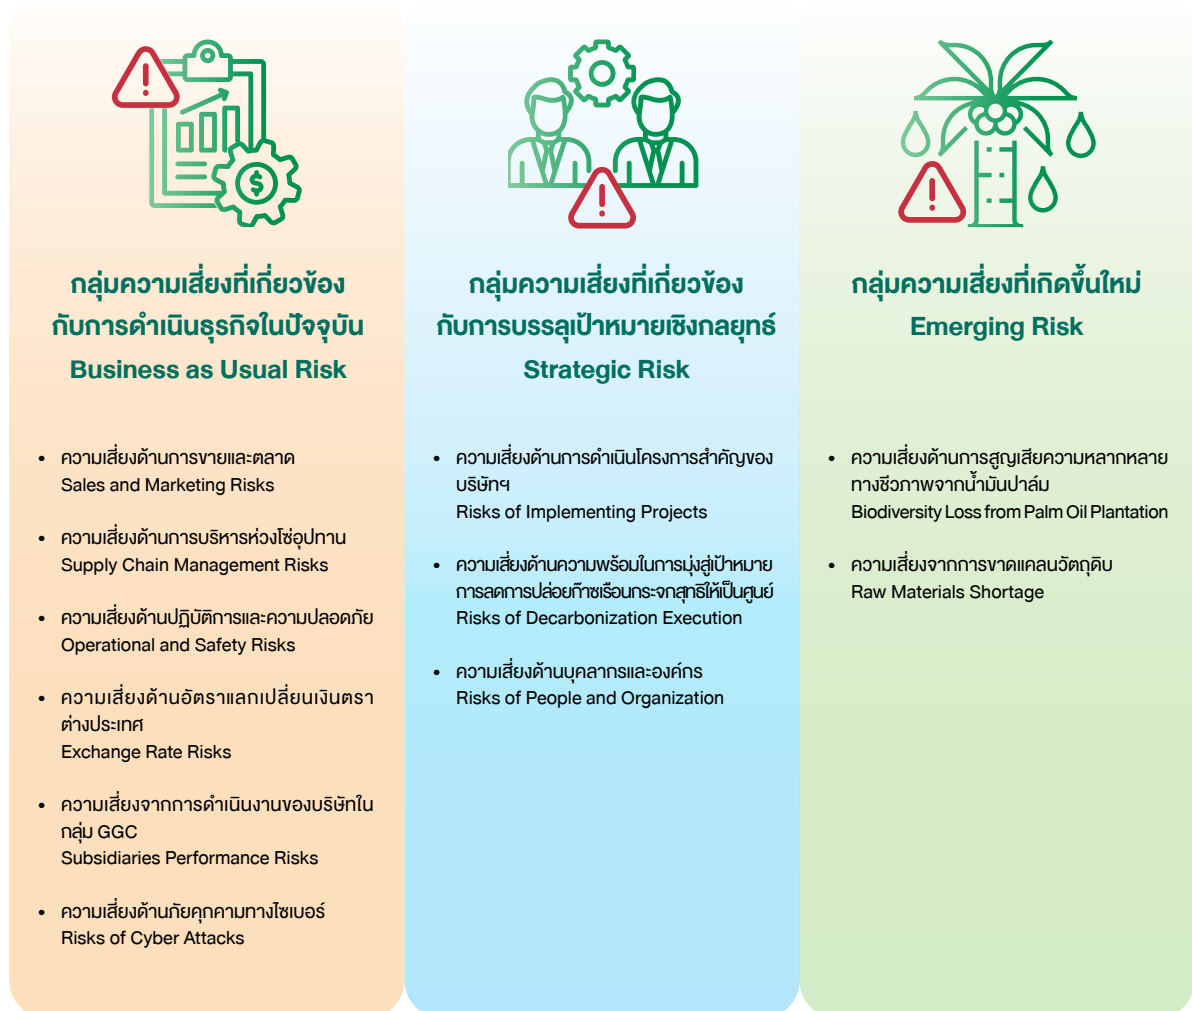 กลุ่มความเสี่ยงที่เกี่ยวข้อง
กับการดำเนินธุรกิจในปัจจุบัน
Business as Usual Risk
• ความเสี่ยงด้านการขายและตลาด
Sales and Marketing Risks
• ความเสี่ยงด้านการบริหารห่วงโซ่อุปทาน
Supply Chain Management Risks
• ความเสี่ยงด้านปฏิบัติการและความปลอดภัย
Operational and Safety Risks
• ความเสี่ยงด้านอัตราแลกเปลี่ยนเงินตรา
ต่างประเทศ
Exchange Rate Risks
• ความเสี่ยงจากการดำเนินงานของบริษัทใน
กลุ่ม GGC
Subsidiaries Performance Risks
• ความเสี่ยงด้านภัยคุกคามทางไซเบอร์
Risks of Cyber Attacks
กลุ่มความเสี่ยงที่เกี่ยวข้อง
กับการบรรลุเป้าหมายเชิงกลยุทธ์
Strategic Risk
• ความเสี่ยงด้านการดำเนินโครงการสำคัญของ
บริษัทฯ
Risks of Implementing Projects
• ความเสี่ยงด้านความพร้อมในการมุ่งสู่เป้าหมาย
การลดการปล่อยก๊าซเรือนกระจกสุทธิให้เป็นศูนย์
Risks of Decarbonization Execution
• ความเสี่ยงด้านบุคลากรและองค์กร
Risks of People and Organization
กลุ่มความเสี่ยงที่เกิดขึ้นใหม่
Emerging Risk
• ความเสี่ยงด้านการสูญเสียความหลากหลาย
ทางชีวภาพจากน้ำมันปาล์ม
Biodiversity Loss from Palm Oil Plantation
• ความเสี่ยงจากการขาดแคลนวัตถุดิบ
Raw Materials Shortage